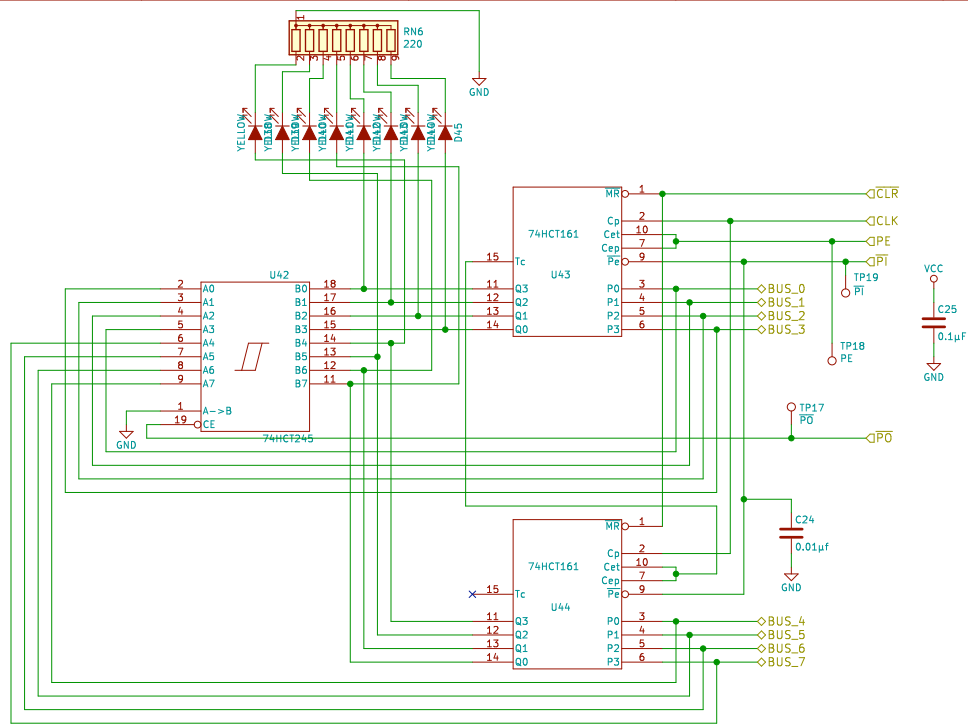 1
RN6
220
2 3 4 5 6 7 8 9
GND
YELLOW
YELLOW
YELLOW
YELLOW
D45
74HCT161
U43
MR 1
Cp 2
Cet 10
Cep 7
Pe 9
P0 3
P1 4
P2 5
P3 6
15 Tc
11 Q3
12 Q2
13 Q1
14 Q0
CLR
CLK
PE
PI
TP19
PI
BUS_0
BUS_1
BUS_2
BUS_3
TP18
PE
VCC
C25
0.1µF
GND
U42
2 A0 B0 18
3 A1 B1 17
4 A2 B2 16
5 A3 B3 15
6 A4 B4 14
7 A5 B5 13
8 A6 B6 12
9 A7 B7 11
1 A->B
19 CE
74HCT245
GND
TP17
PO
PO
74HCT161
U44
MR 1
Cp 2
Cet 10
Cep 7
Pe 9
P0 3
P1 4
P2 5
P3 6
15 Tc
11 Q3
12 Q2
13 Q1
14 Q0
C24
0.01µf
GND
BUS_4
BUS_5
BUS_6
BUS_7